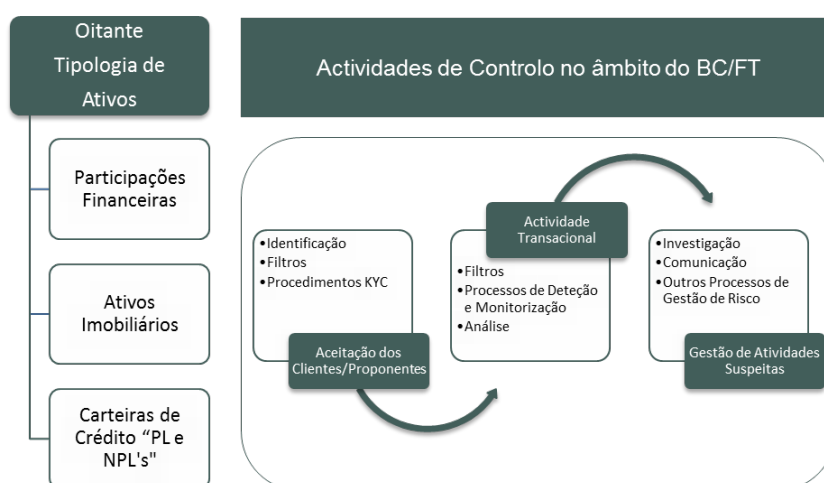 Oitante
Tipologia de
Ativos
Participações
Financeiras
Ativos
Imobiliários
Carteiras de
Crédito “PL e
NPL's"
Actividades de Controlo no âmbito do BC/FT
•Identificação
•Filtros
•Procedimentos KYC
Aceitação dos
Clientes/Proponentes
Actividade
Transacional
•Filtros
•Processos de Deteção
e Monitorização
•Análise
•Investigação
•Comunicação
•Outros Processos de
Gestão de Risco
Gestão de Atividades
Suspeitas